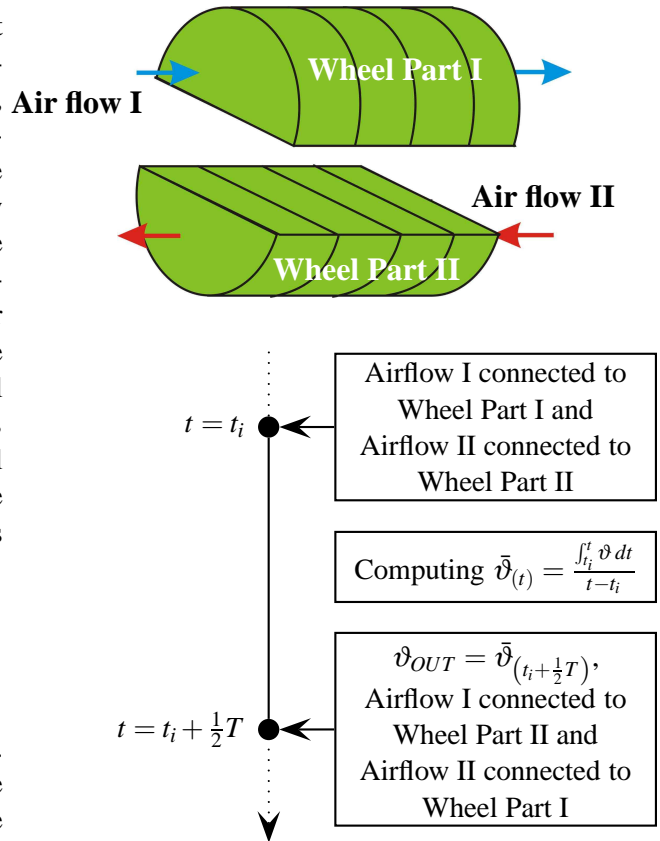 Wheel Part I
Air flow I
Air flow II
Wheel Part II
Airflow I connected to
Wheel Part I and
Airflow II connected to
Wheel Part II
t = t_i
Computing ϑ̄_(t) = ∫_{t_i}^{t} ϑ dt / t−t_i
ϑ_OUT = ϑ̄_(t_i+½T),
Airflow I connected to
Wheel Part II and
Airflow II connected to
Wheel Part I
t = t_i + ½T